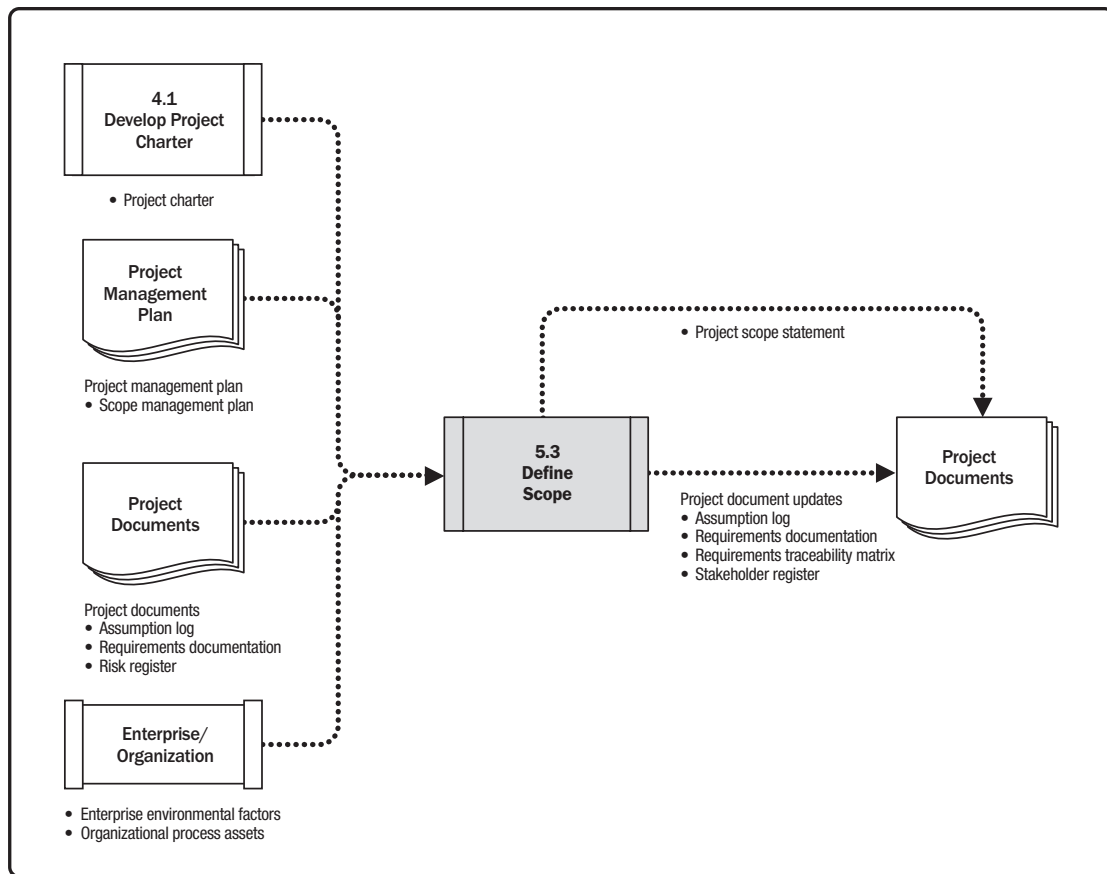 4.1
Develop Project
Charter
• Project charter
Project
Management
Plan
Project management plan
• Scope management plan
Project
Documents
Project documents
• Assumption log
• Requirements documentation
• Risk register
Enterprise/
Organization
• Enterprise environmental factors
• Organizational process assets
5.3
Define
Scope
• Project scope statement
Project document updates
• Assumption log
• Requirements documentation
• Requirements traceability matrix
• Stakeholder register
Project
Documents